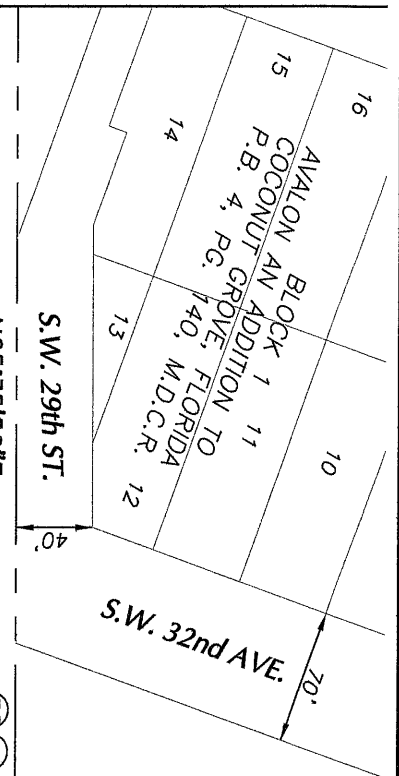 16
15
14
13
12
11
10
BLOCK 1
AVALON AN ADDITION TO
COCONUT GROVE, FLORIDA
P.B. 4, PG. 140, M.D.C.R.
S.W. 29th ST.
40'
S.W. 32nd AVE.
70'